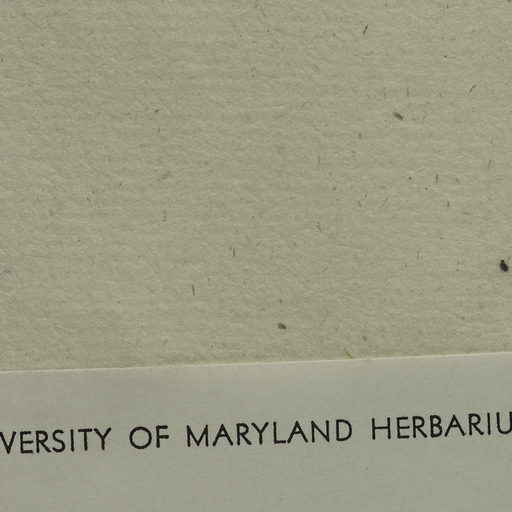 VERSITY OF MARYLAND HERBARIU